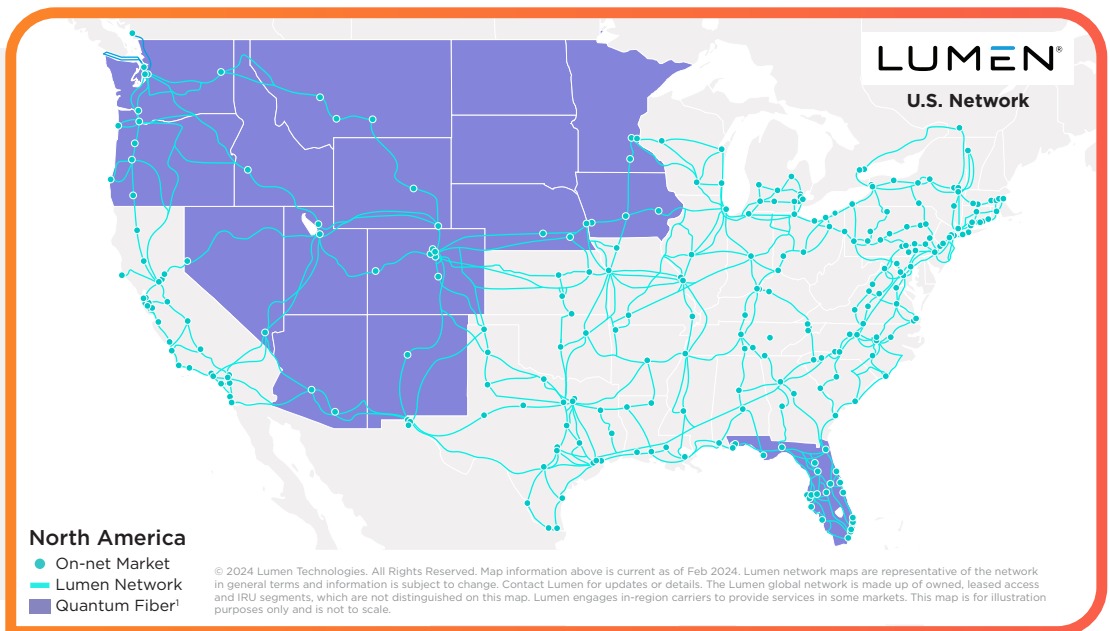 LUMEN®
U.S. Network
North America
On-net Market
Lumen Network
Quantum Fiber¹
© 2024 Lumen Technologies. All Rights Reserved. Map information above is current as of Feb 2024. Lumen network maps are representative of the network
in general terms and information is subject to change. Contact Lumen for updates or details. The Lumen global network is made up of owned, leased access
and IRU segments, which are not distinguished on this map. Lumen engages in-region carriers to provide services in some markets. This map is for illustration
purposes only and is not to scale.